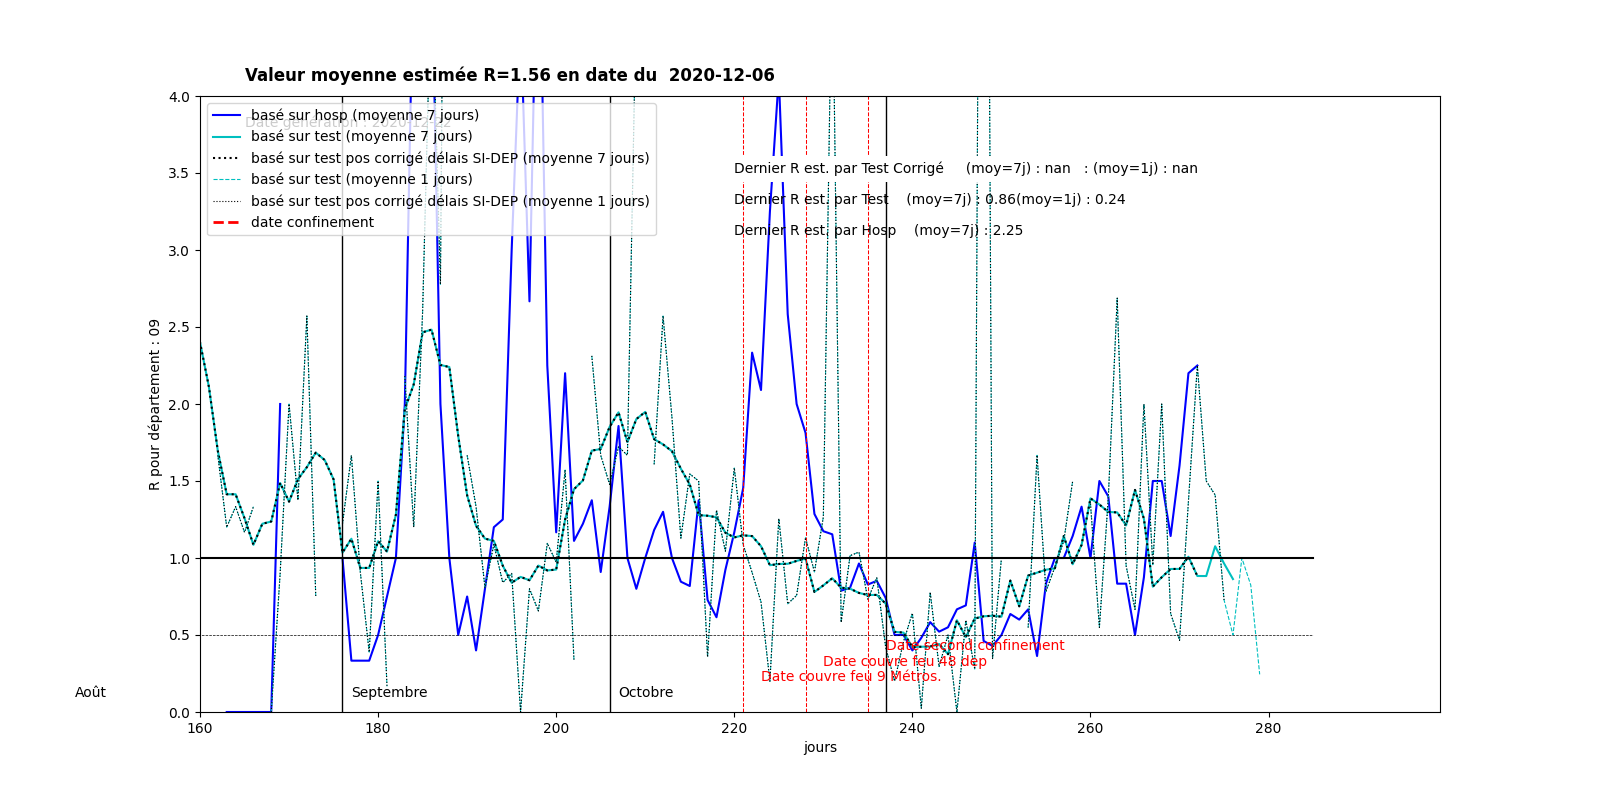 Valeur moyenne estimée R=1.56 en date du  2020-12-06
4.0
3.5
3.0
2.5
2.0
1.5
1.0
0.5
0.0
R pour département : 09
basé sur hosp (moyenne 7 jours)
basé sur test (moyenne 7 jours)
basé sur test pos corrigé délais SI-DEP (moyenne 7 jours)
basé sur test (moyenne 1 jours)
basé sur test pos corrigé délais SI-DEP (moyenne 1 jours)
date confinement
Dernier R est. par Test Corrigé     (moy=7j) : nan   : (moy=1j) : nan
Dernier R est. par Test    (moy=7j) : 0.86(moy=1j) : 0.24
Dernier R est. par Hosp    (moy=7j) : 2.25
Date second confinement
Date couvre feu 48 dep
Date couvre feu 9 Métros.
Août
Septembre
Octobre
160
180
200
220
240
260
280
jours